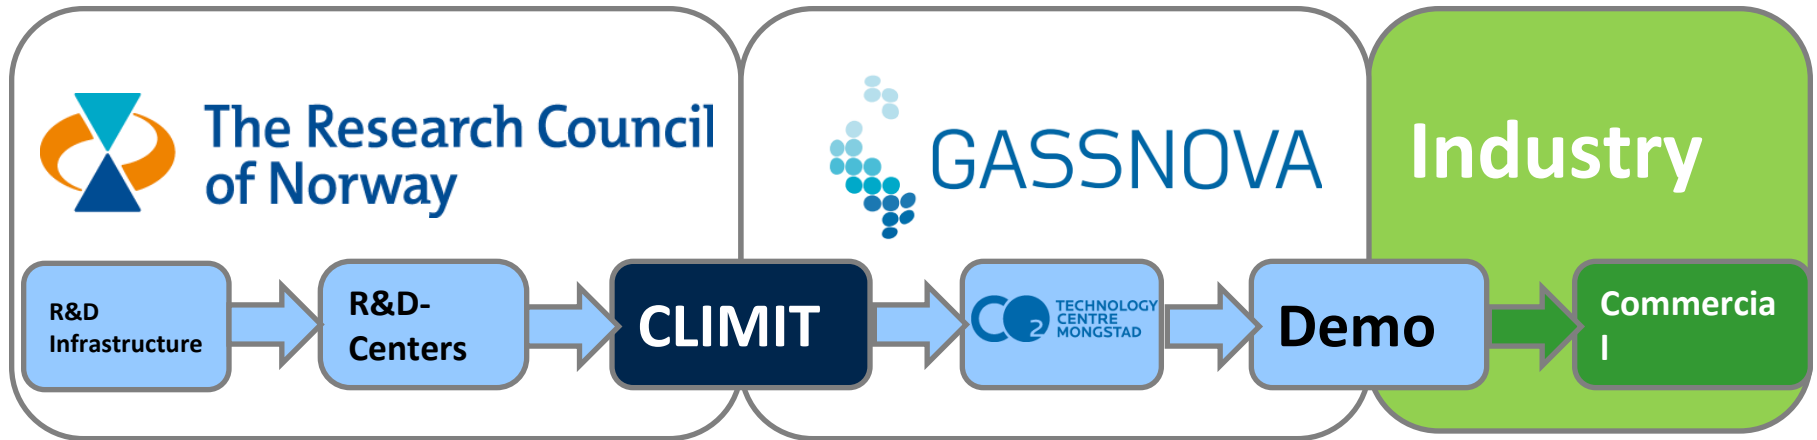 The Research Council
of Norway
GASSNOVA
Industry
R&D
Infrastructure
R&D-
Centers
CLIMIT
CO2
TECHNOLOGY
CENTRE
MONGSTAD
Demo
Commercia
l